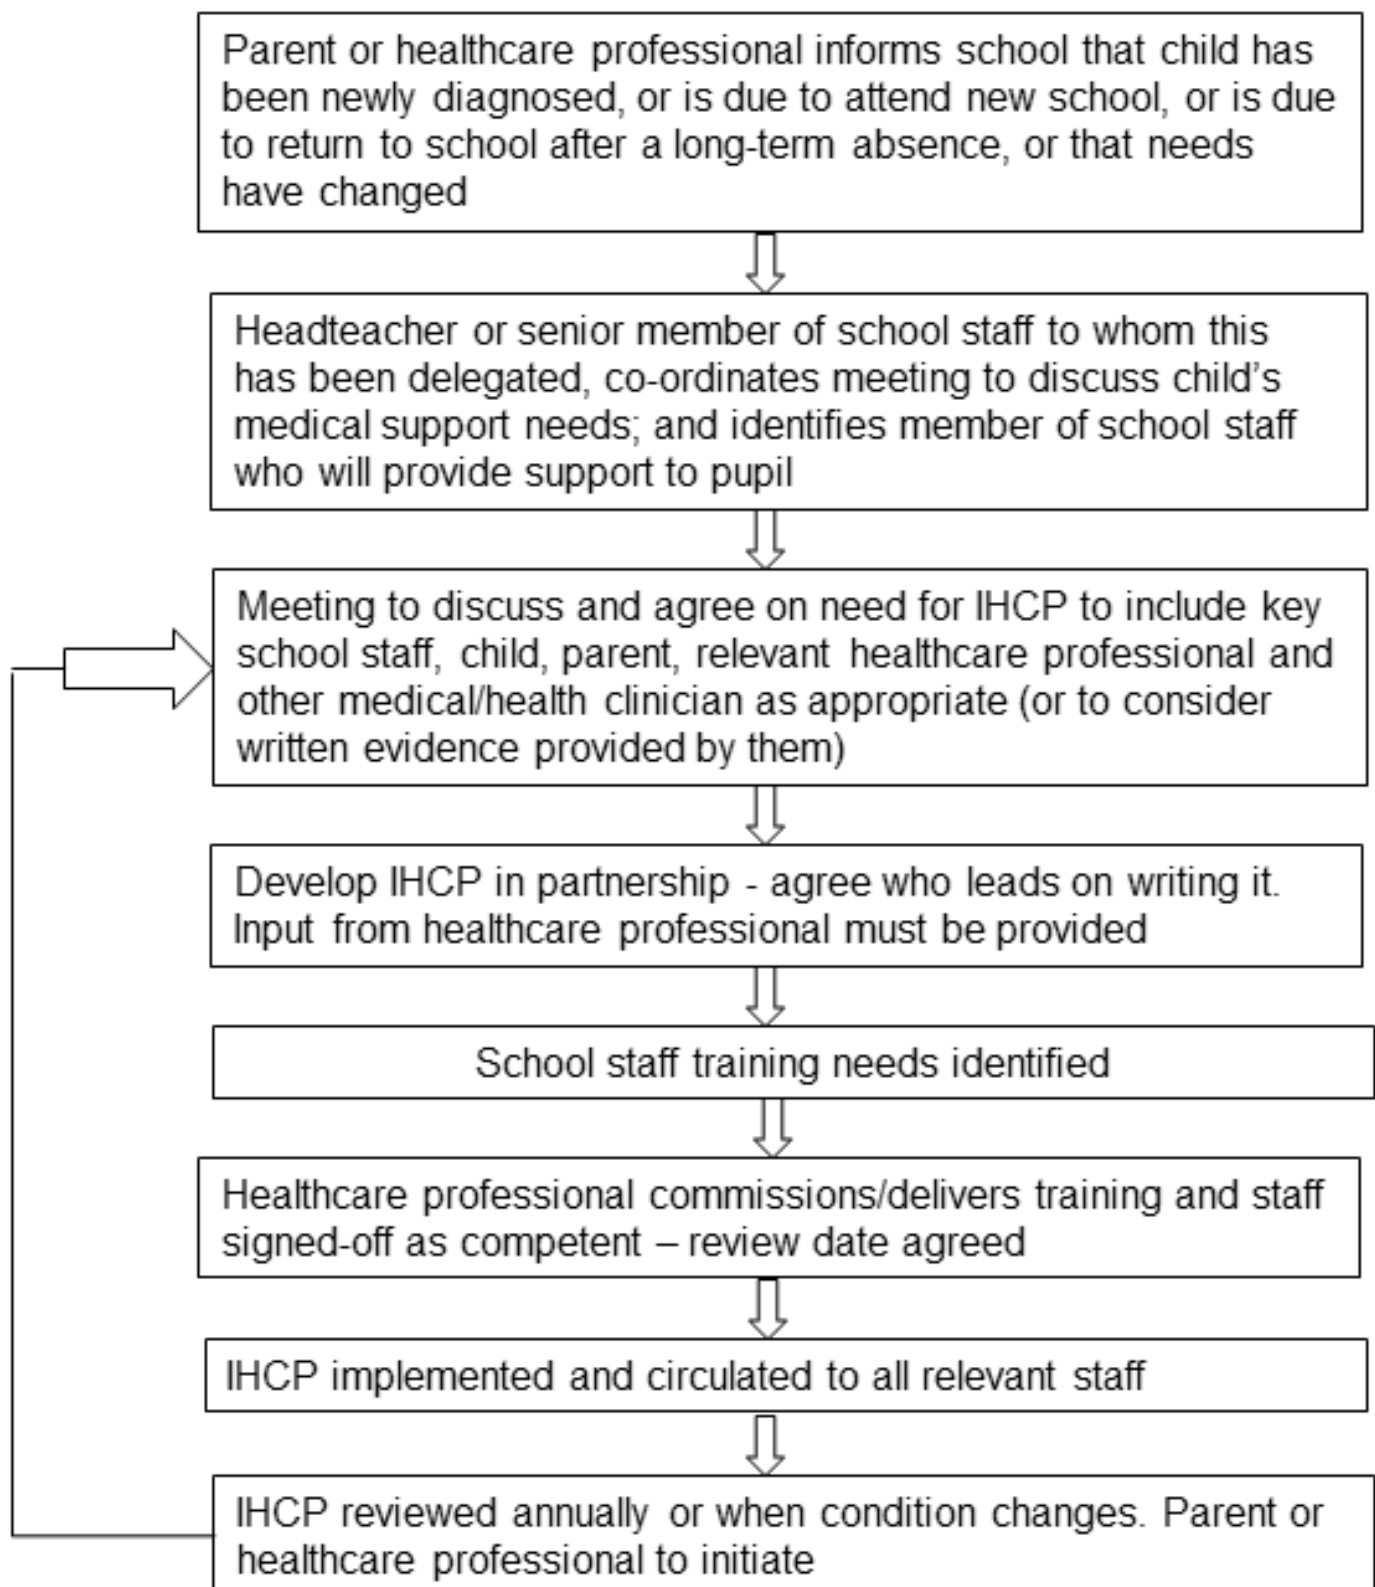 Parent or healthcare professional informs school that child has
been newly diagnosed, or is due to attend new school, or is due
to return to school after a long-term absence, or that needs
have changed
Headteacher or senior member of school staff to whom this
has been delegated, co-ordinates meeting to discuss child’s
medical support needs; and identifies member of school staff
who will provide support to pupil
Meeting to discuss and agree on need for IHCP to include key
school staff, child, parent, relevant healthcare professional and
other medical/health clinician as appropriate (or to consider
written evidence provided by them)
Develop IHCP in partnership - agree who leads on writing it.
Input from healthcare professional must be provided
School staff training needs identified
Healthcare professional commissions/delivers training and staff
signed-off as competent – review date agreed
IHCP implemented and circulated to all relevant staff
IHCP reviewed annually or when condition changes. Parent or
healthcare professional to initiate